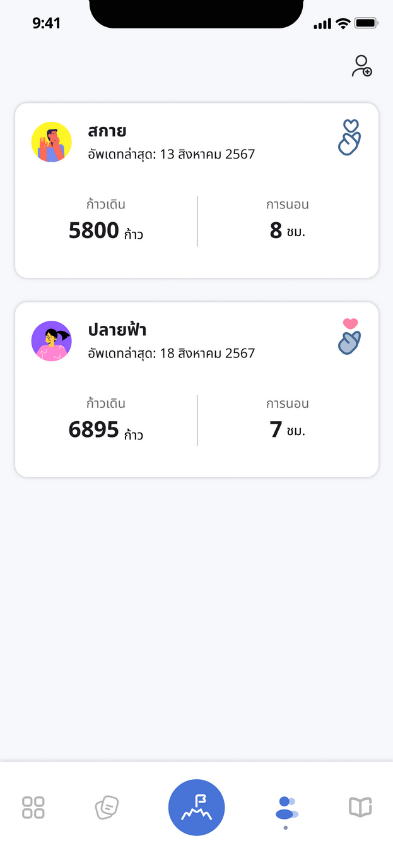 9:41
สกาย
อัพเดทล่าสุด: 13 สิงหาคม 2567
ก้าวเดิน
การนอน
5800 ก้าว
8 ชม.
ปลายฟ้า
อัพเดทล่าสุด: 18 สิงหาคม 2567
ก้าวเดิน
การนอน
6895 ก้าว
7 ชม.